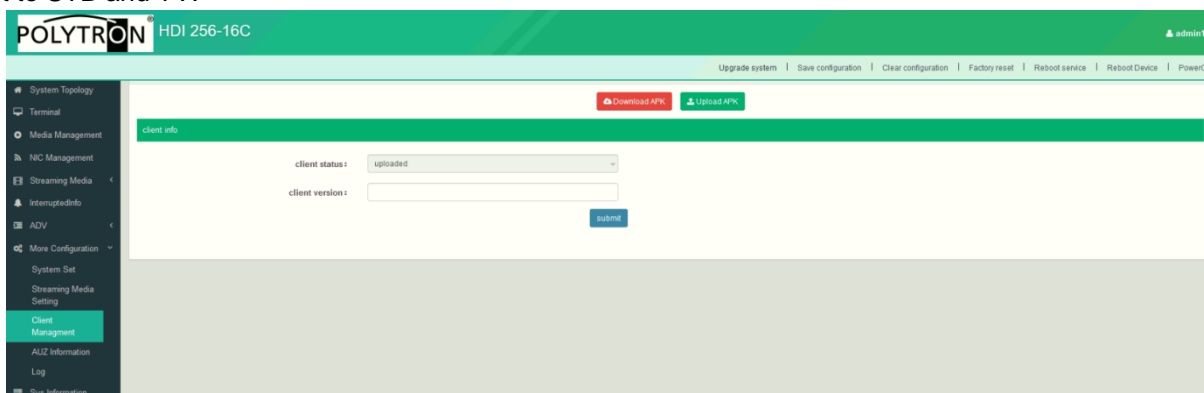 POLYTRON® HDI 256-16C
admin1
Upgrade system | Save configuration | Clear configuration | Factory reset | Reboot service | Reboot Device |
System Topology
Download APK Upload APK
Terminal
client info
Media Management
NIC Management
client status: uploaded
Streaming Media
client version:
InterruptedInfo
submit
ADV
More Configuration
System Set
Streaming Media
Setting
Client
Managment
AUZ Information
Log